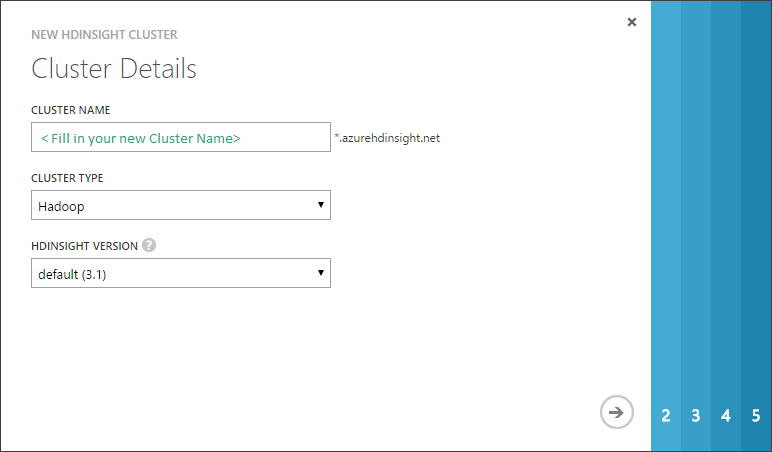 NEW HDINSIGHT CLUSTER
Cluster Details
CLUSTER NAME
< Fill in your new Cluster Name> *.azurehdinsight.net
CLUSTER TYPE
Hadoop
HDINSIGHT VERSION ?
default (3.1)
2 3 4 5